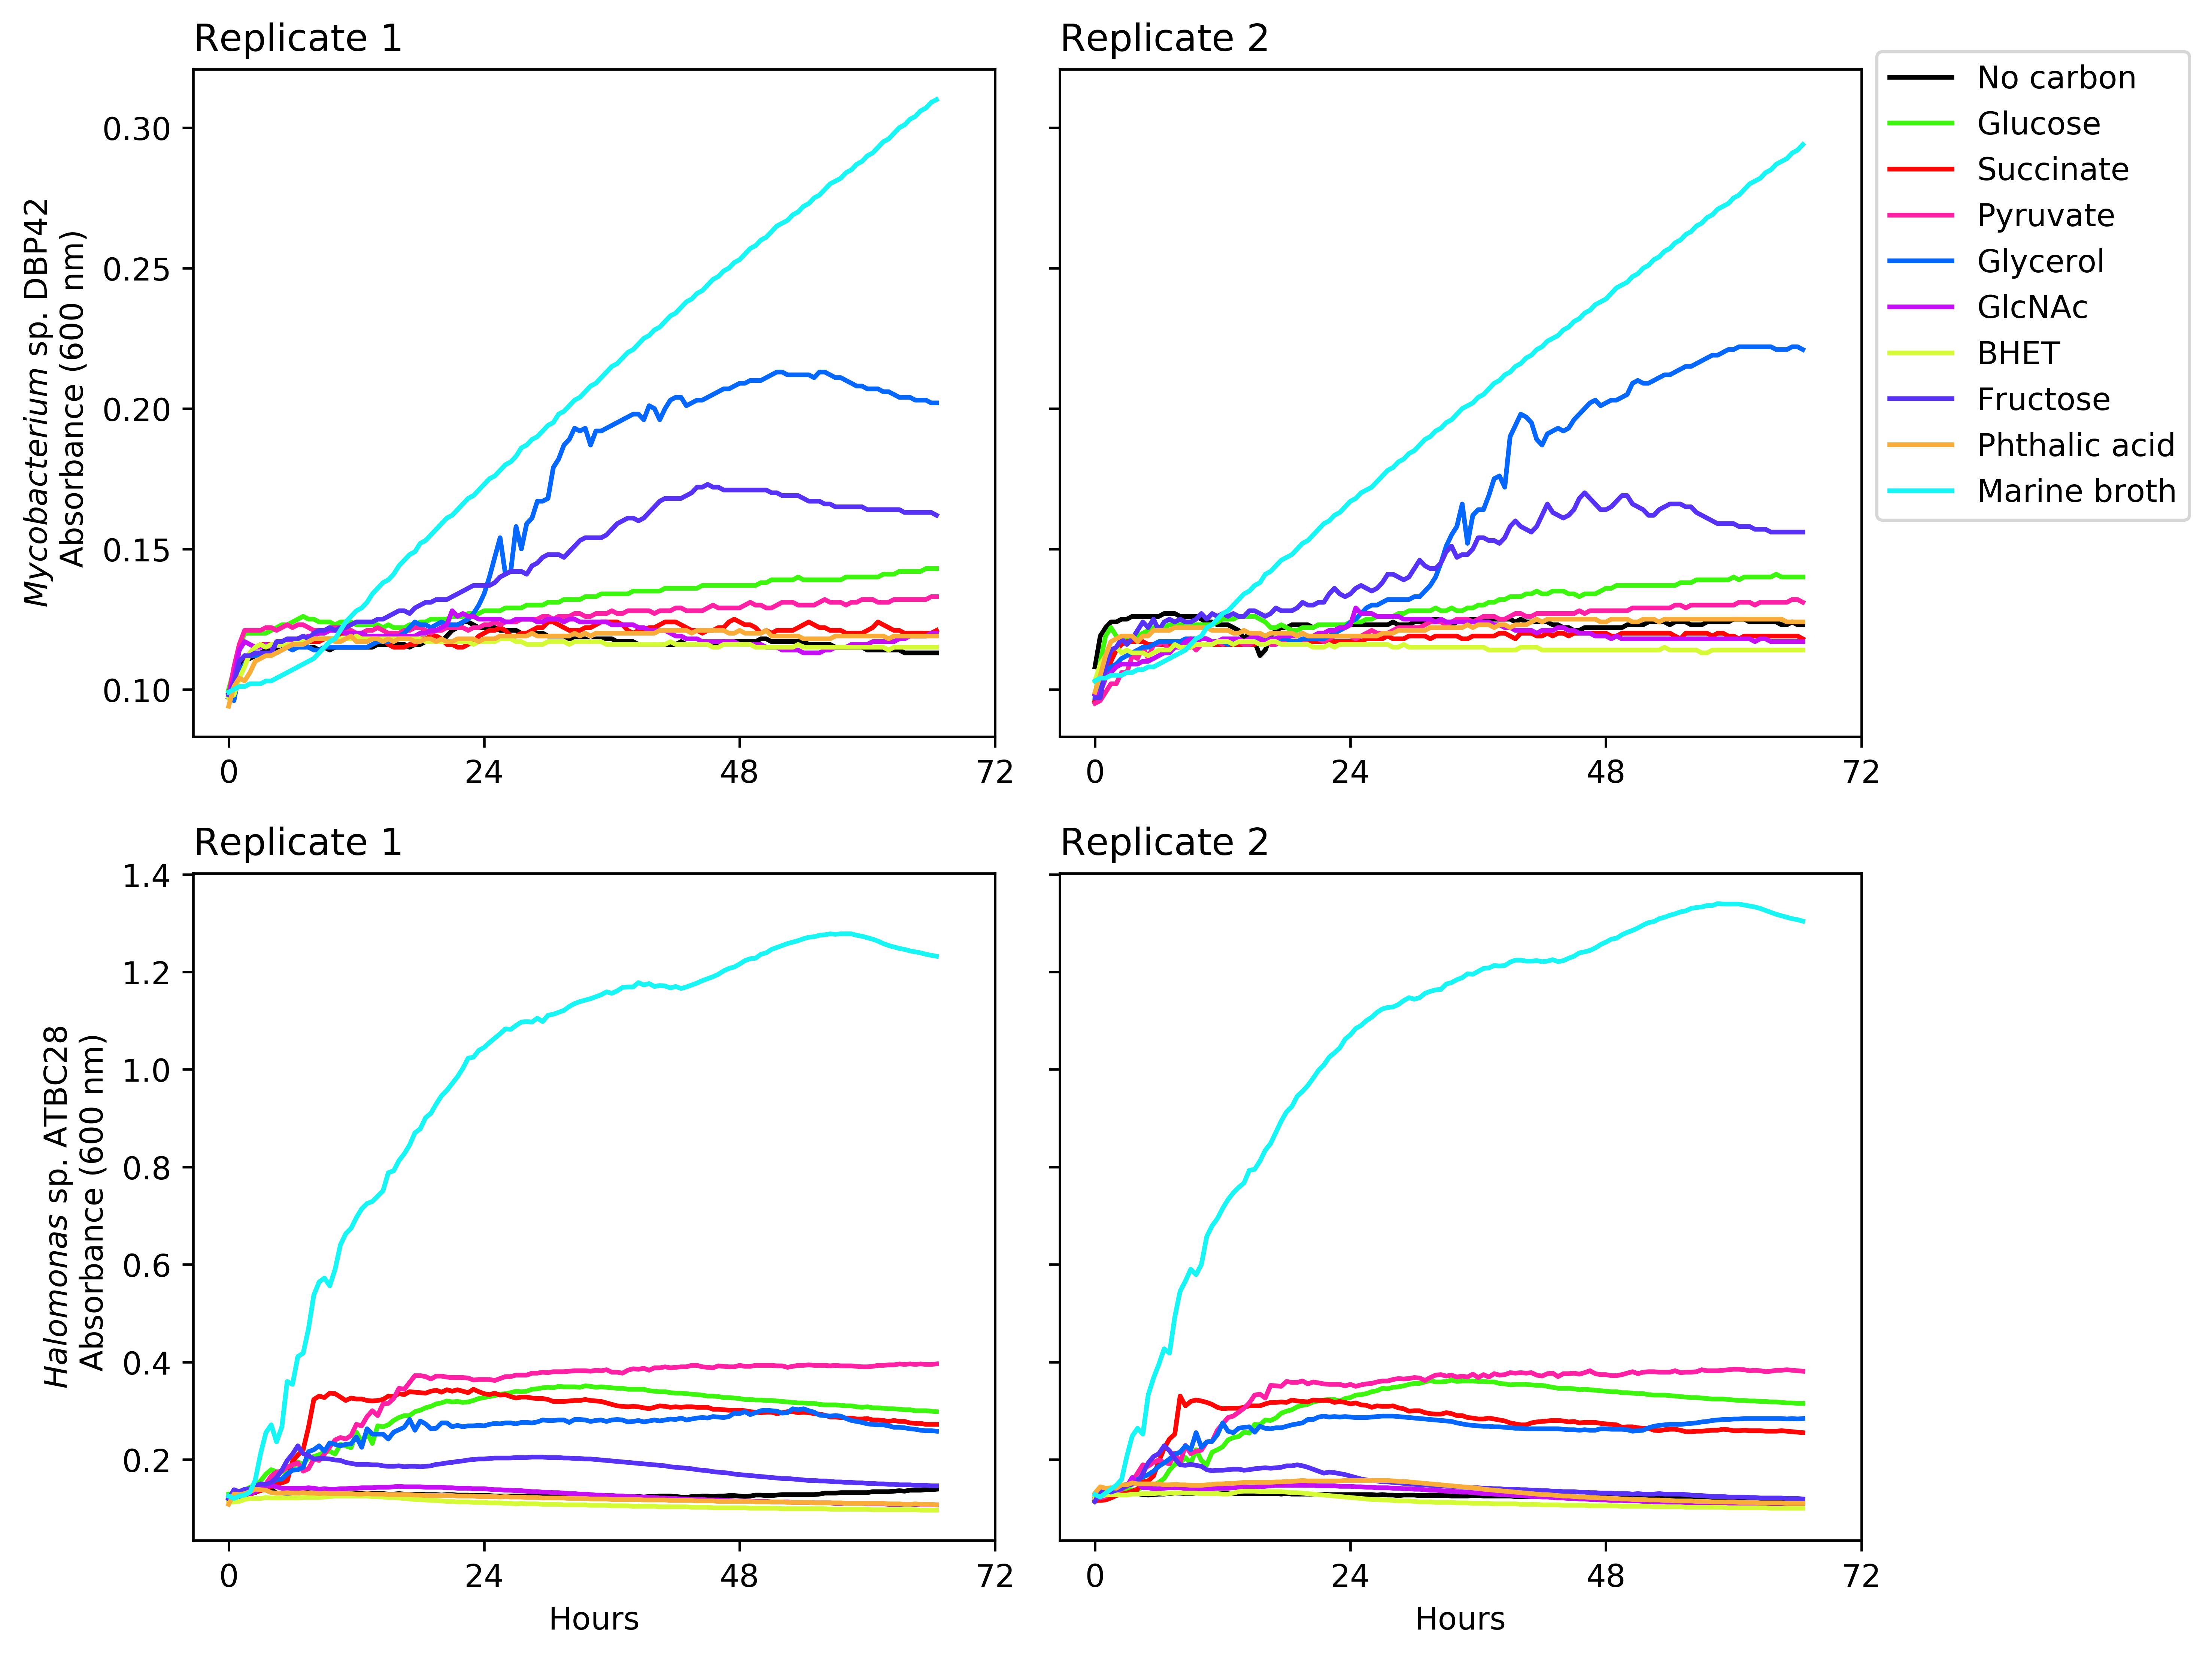 Replicate 1
Replicate 2
Mycobacterium sp. DBP42
Absorbance (600 nm)
0.30
0.25
0.20
0.15
0.10
0 24 48 72
0 24 48 72
No carbon
Glucose
Succinate
Pyruvate
Glycerol
GlcNAc
BHET
Fructose
Phthalic acid
Marine broth
Replicate 1
Replicate 2
Halomonas sp. ATBC28
Absorbance (600 nm)
1.4
1.2
1.0
0.8
0.6
0.4
0.2
0 24 48 72
0 24 48 72
Hours
Hours